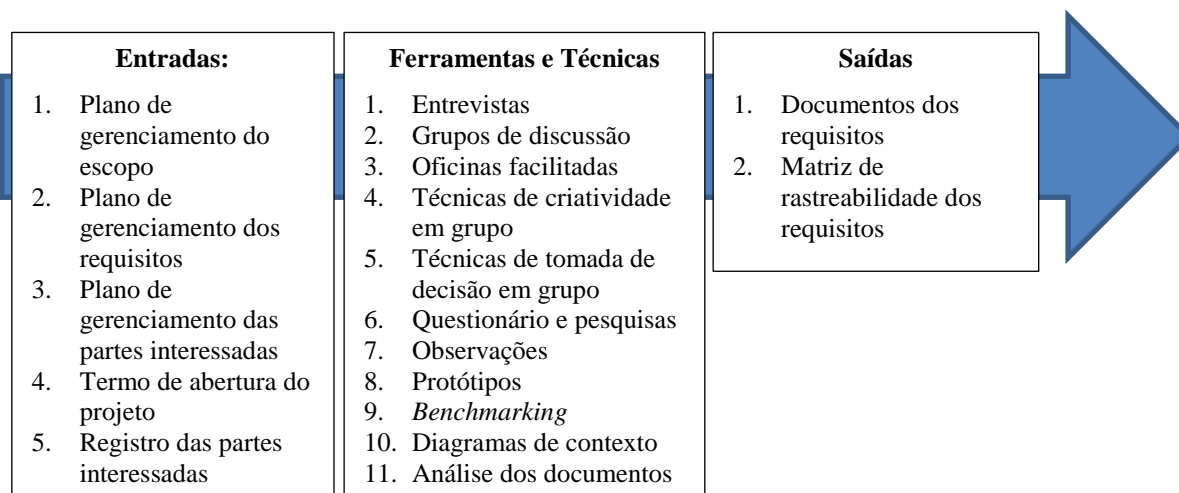 Entradas:
1. Plano de
gerenciamento do
escopo
2. Plano de
gerenciamento dos
requisitos
3. Plano de
gerenciamento das
partes interessadas
4. Termo de abertura do
projeto
5. Registro das partes
interessadas
Ferramentas e Técnicas
1. Entrevistas
2. Grupos de discussão
3. Oficinas facilitadas
4. Técnicas de criatividade
em grupo
5. Técnicas de tomada de
decisão em grupo
6. Questionário e pesquisas
7. Observações
8. Protótipos
9. Benchmarking
10. Diagramas de contexto
11. Análise dos documentos
Saídas
1. Documentos dos
requisitos
2. Matriz de
rastreabilidade dos
requisitos